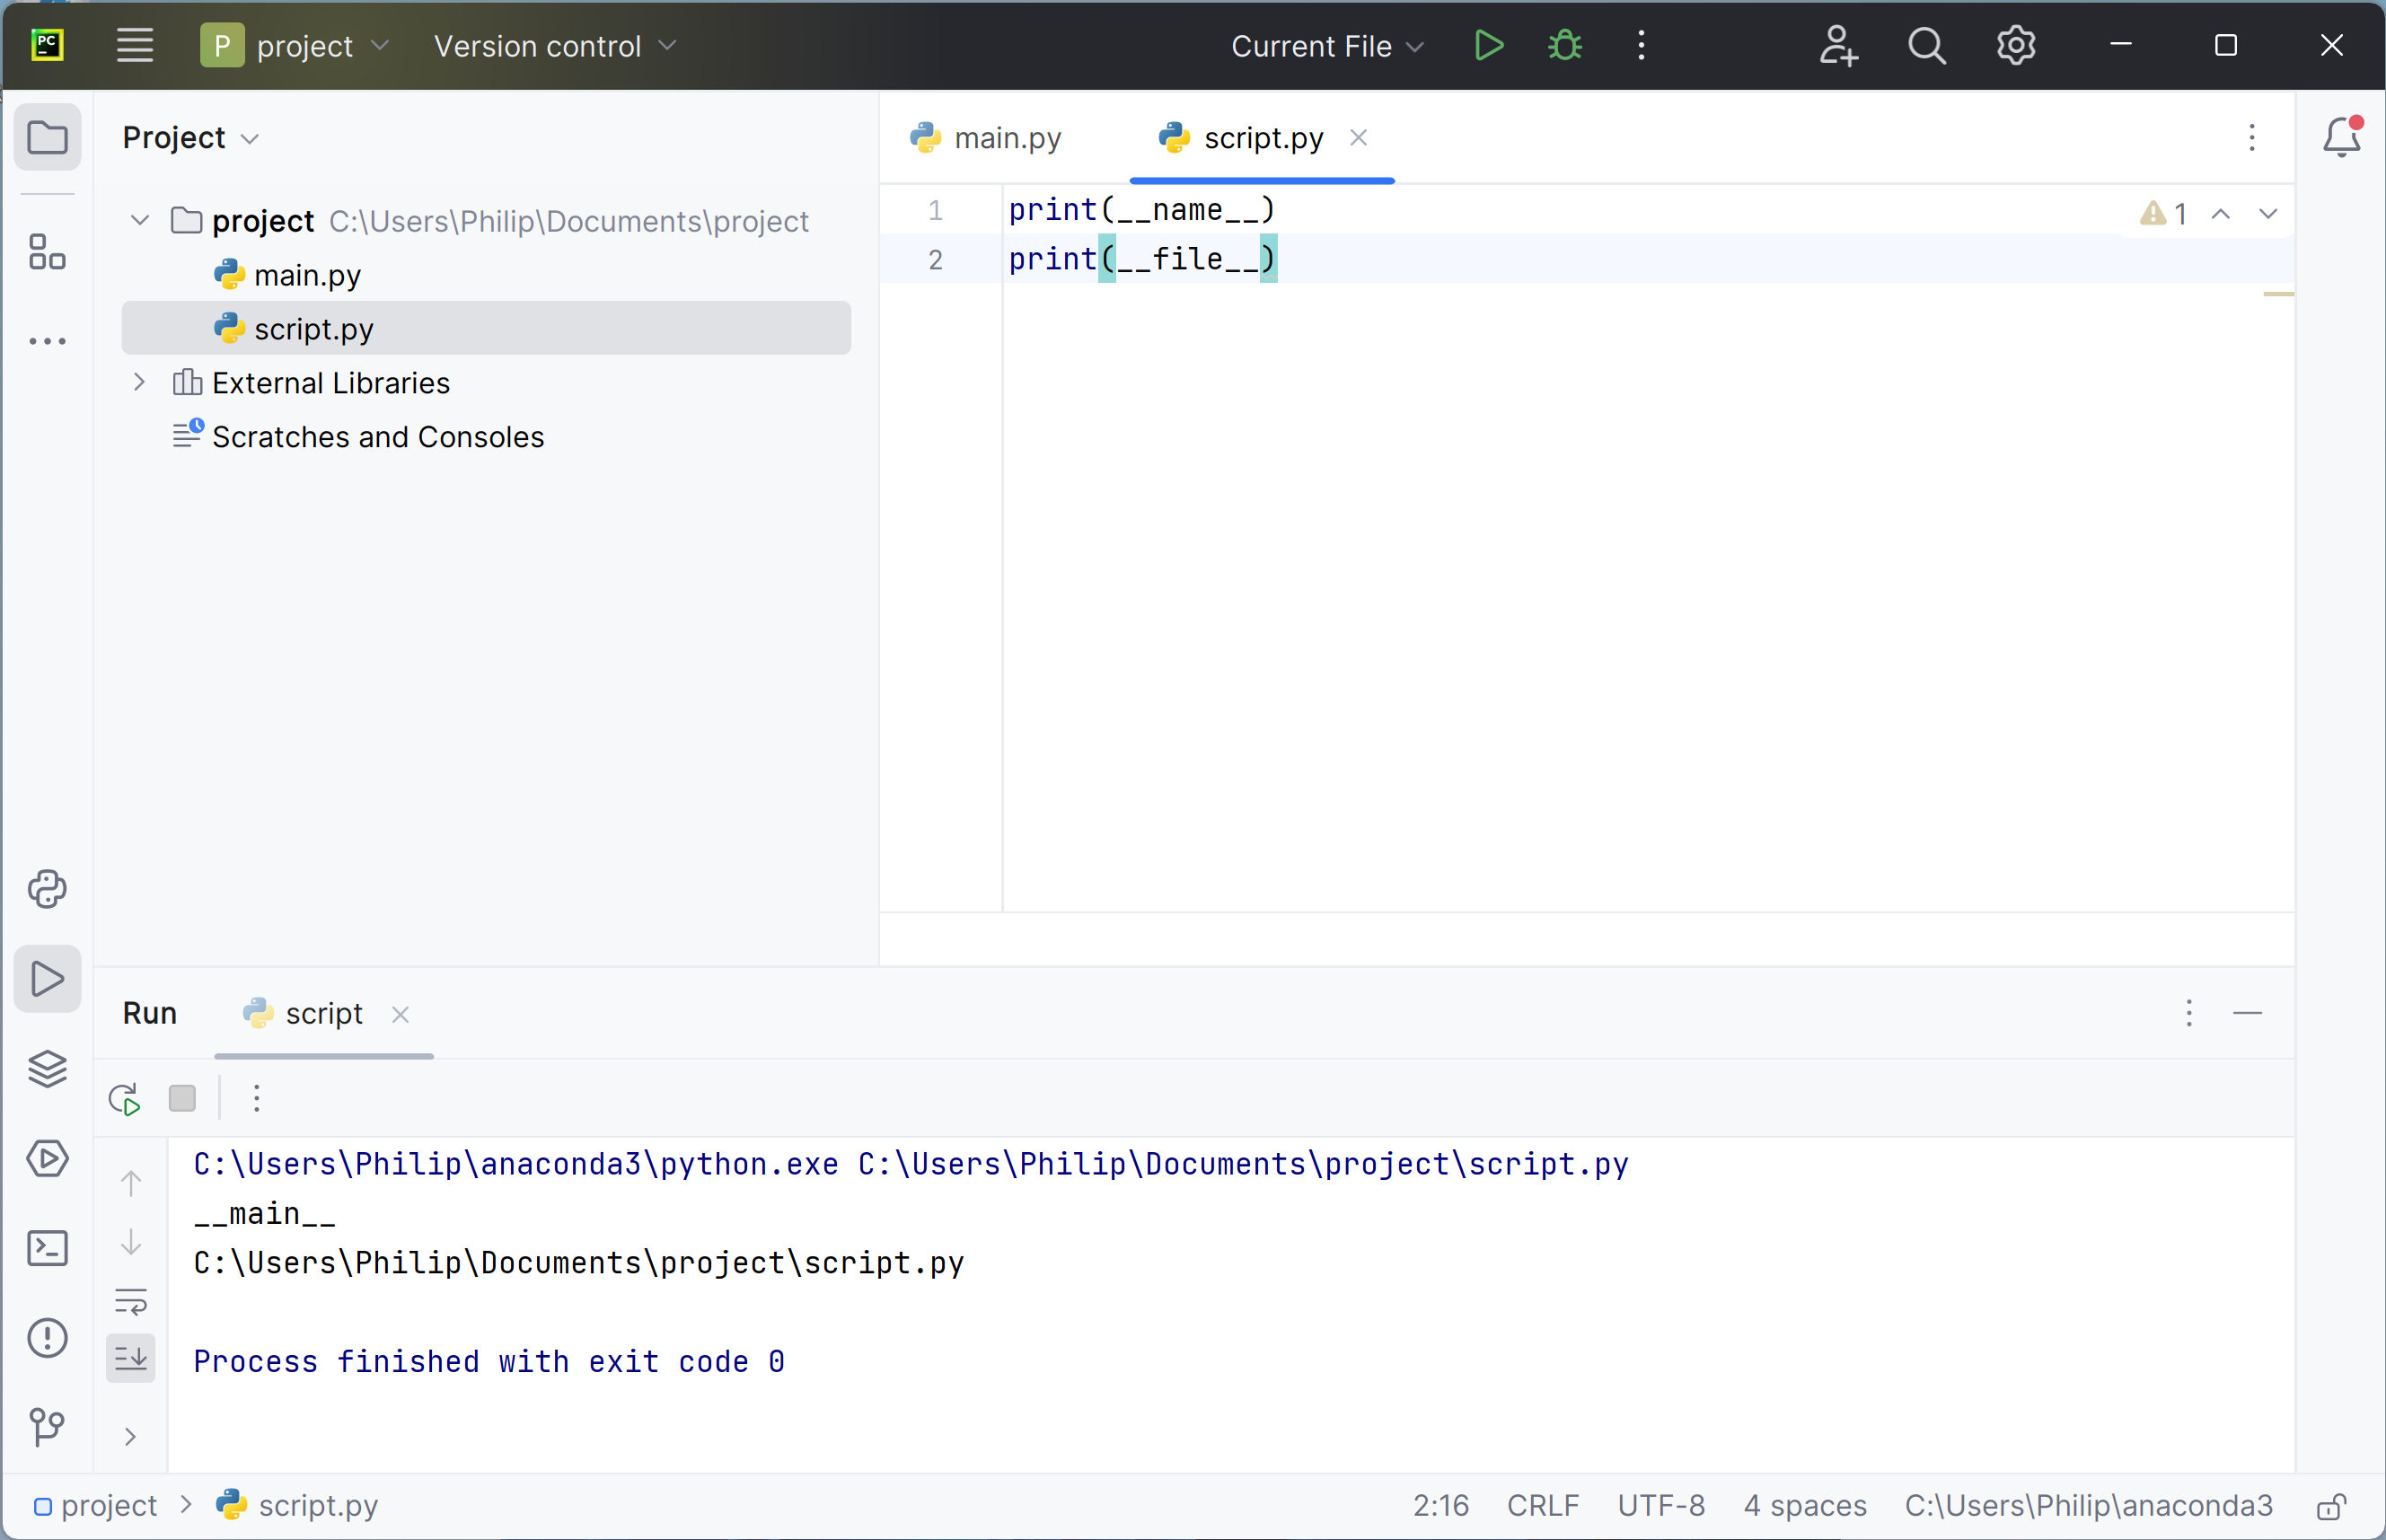 PC P project Version control Current File
Project
main.py script.py
project C:\Users\Philip\Documents\project
main.py
script.py
External Libraries
Scratches and Consoles
1 print(__name__) 1
2 print(__file__)
Run script
C:\Users\Philip\anaconda3\python.exe C:\Users\Philip\Documents\project\script.py
__main__
C:\Users\Philip\Documents\project\script.py
Process finished with exit code 0
project script.py 2:16 CRLF UTF-8 4 spaces C:\Users\Philip\anaconda3